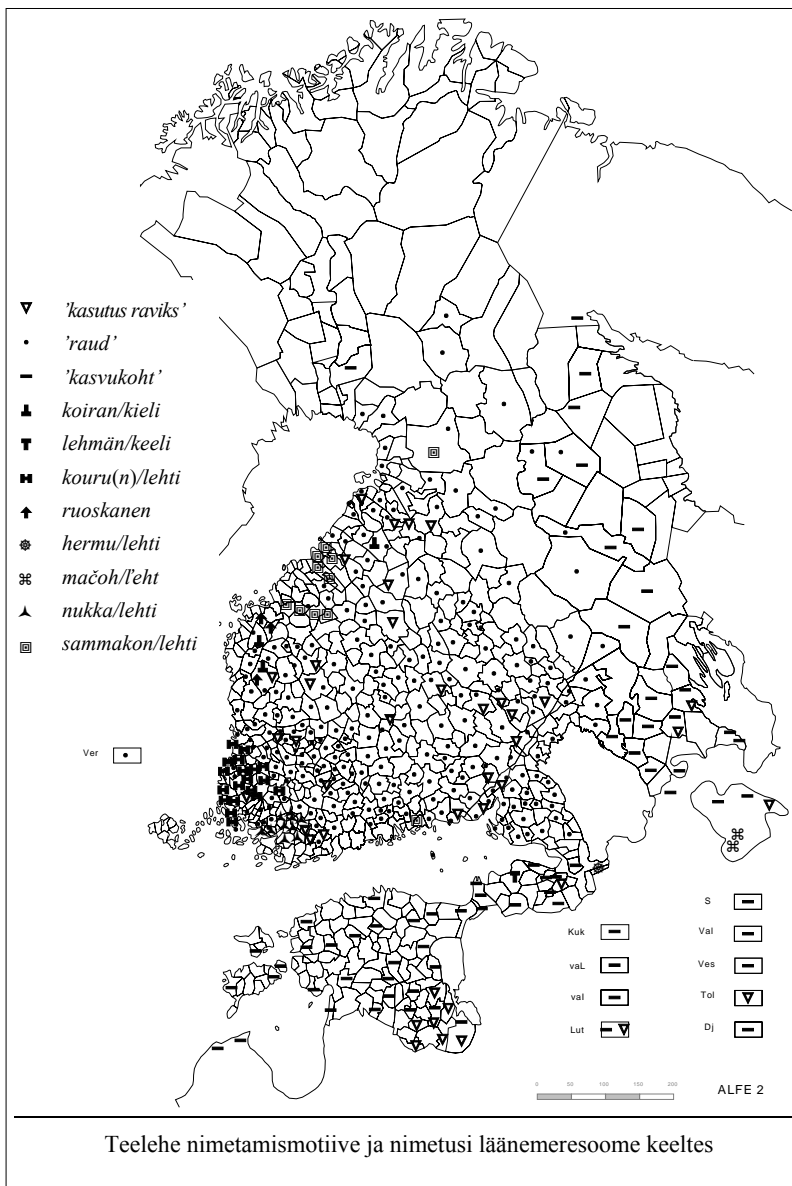 'kasutus raviks'
'raud'
'kasvukoht'
koiran/kieli
lehmän/keeli
kouru(n)/lehti
ruoskanen
hermu/lehti
mačoh/l'eht
nukka/lehti
sammakon/lehti
Ver
S
Kuk
Val
vaL
Ves
vaI
Tol
Lut
Dj
0 50 100 150 200
ALFE 2
Teelehe nimetamismotiive ja nimetusi läänemeresoome keeltes